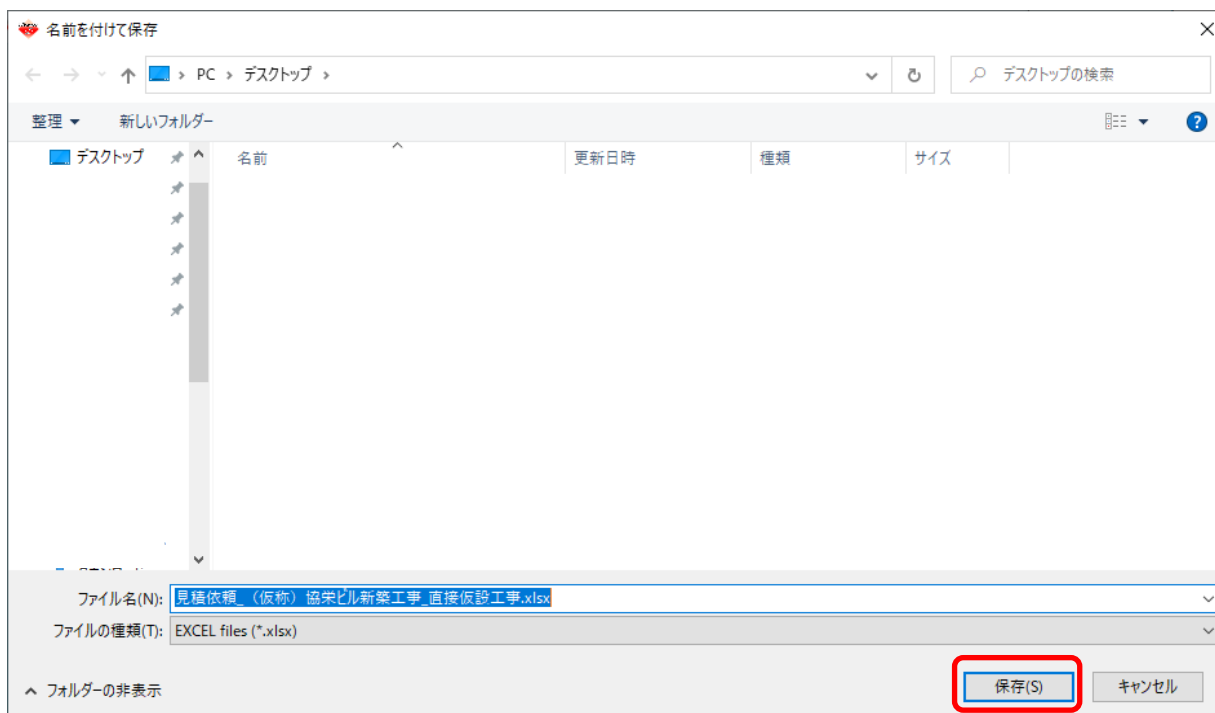 名前を付けて保存
PC › デスクトップ ›
デスクトップの検索
整理
新しいフォルダー
デスクトップ
名前
更新日時
種類
サイズ
ファイル名(N): 見積依頼_（仮称）協栄ビル新築工事_直接仮設工事.xlsx
ファイルの種類(T): EXCEL files (*.xlsx)
フォルダーの非表示
保存(S)
キャンセル